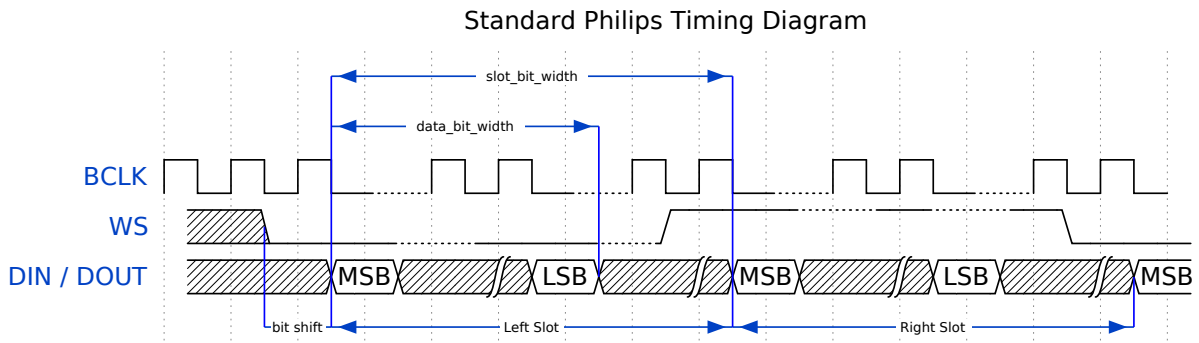 Standard Philips Timing Diagram
slot_bit_width
data_bit_width
BCLK
WS
DIN / DOUT
MSB
LSB
MSB
LSB
MSB
bit shift
Left Slot
Right Slot